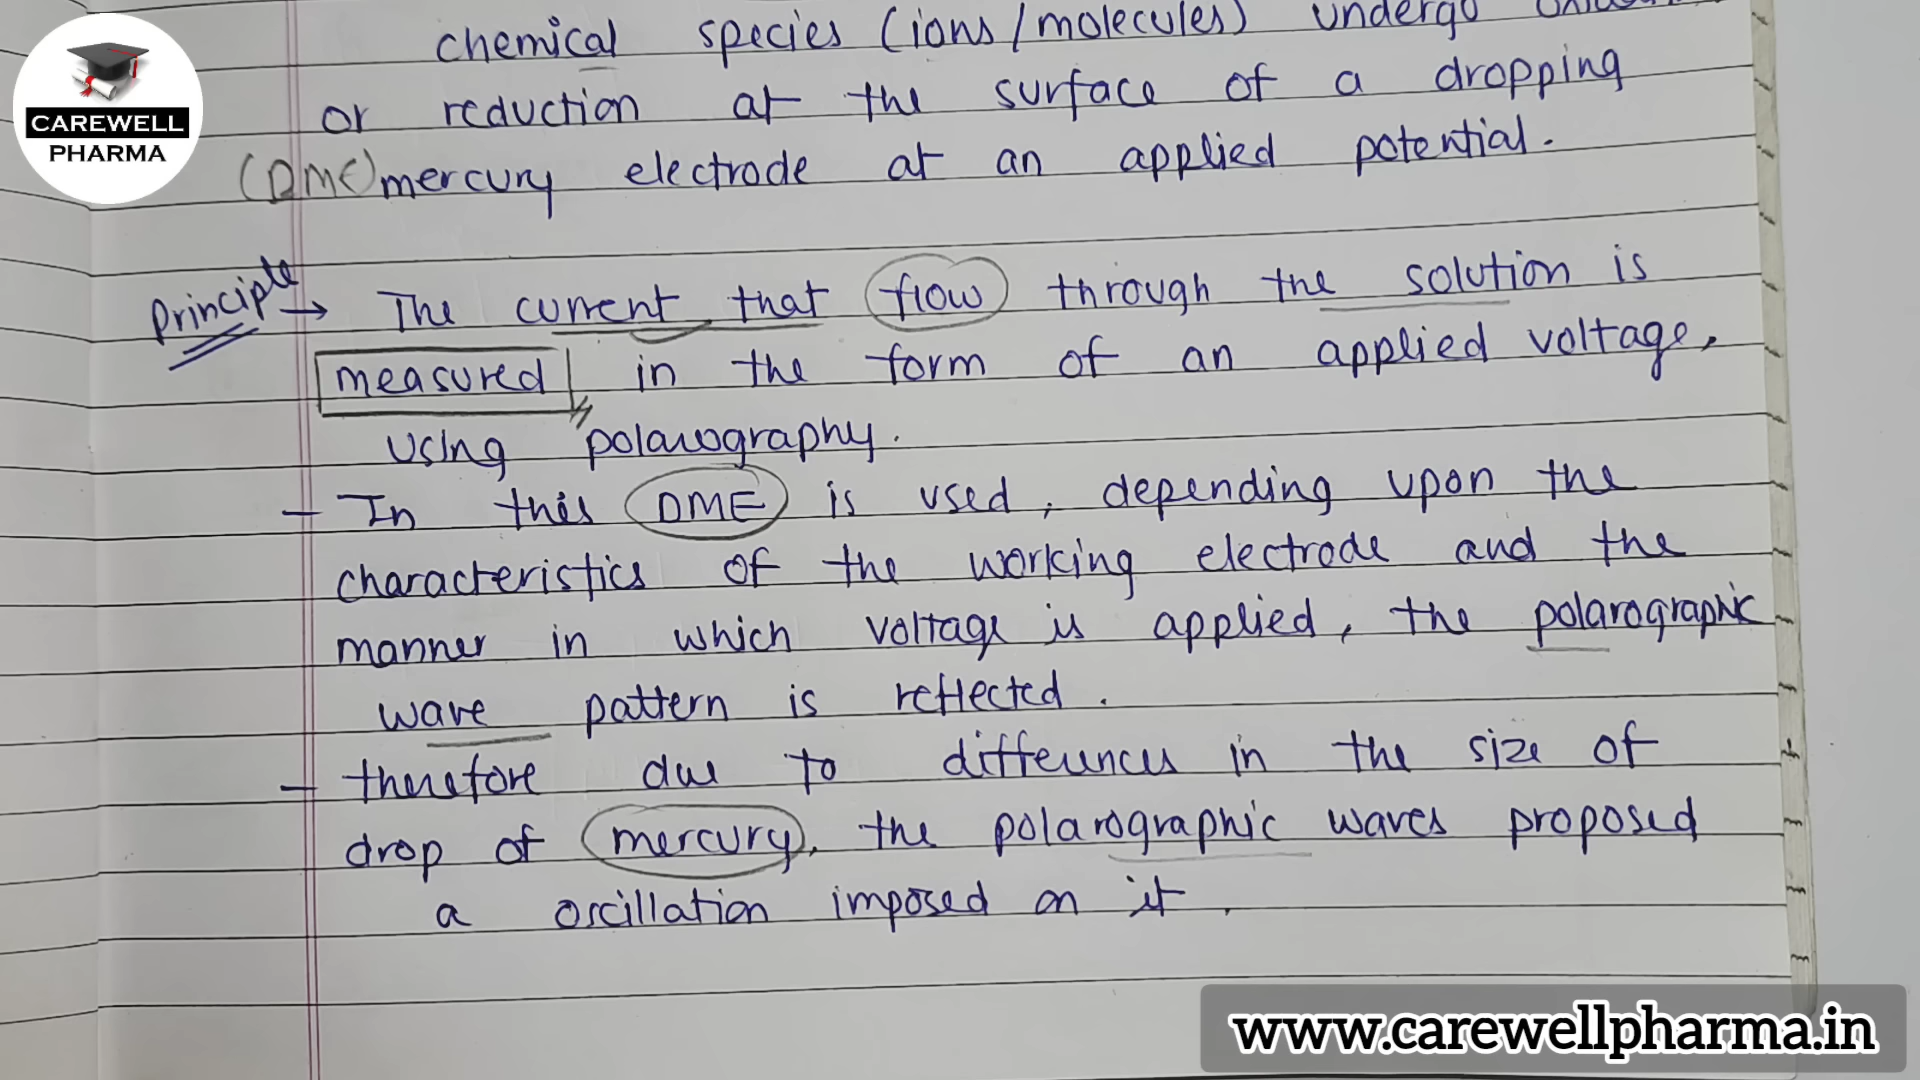 chemical species (ions/molecules) undergo
or reduction at the surface of a dropping
(DME) mercury electrode at an applied potential.
Principle → The current that flow through the solution is
measured in the form of an applied voltage,
using polarography.
- In this DME is used, depending upon the
characteristics of the working electrode and the
manner in which voltage is applied, the polarographic
wave pattern is reflected.
- therefore due to differences in the size of
drop of mercury, the polarographic waves proposed
a oscillation imposed on it.
CAREWELL
PHARMA
www.carewellpharma.in